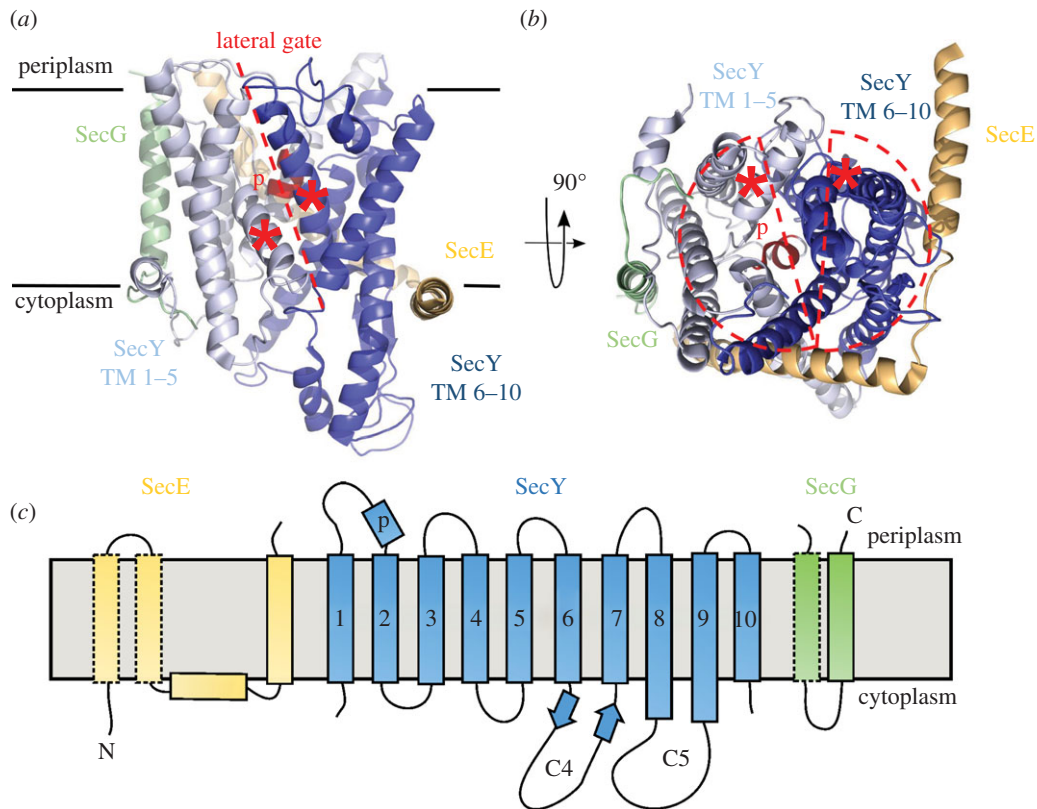 (a)
lateral gate
periplasm
SecG
p
*
*
SecE
cytoplasm
SecY
TM 1–5
SecY
TM 6–10
90°
(b)
SecY
TM 1–5
SecY
TM 6–10
SecE
*
*
p
SecG
(c)
SecE
SecY
SecG
C
periplasm
p
1
2
3
4
5
6
7
8
9
10
cytoplasm
N
C4
C5